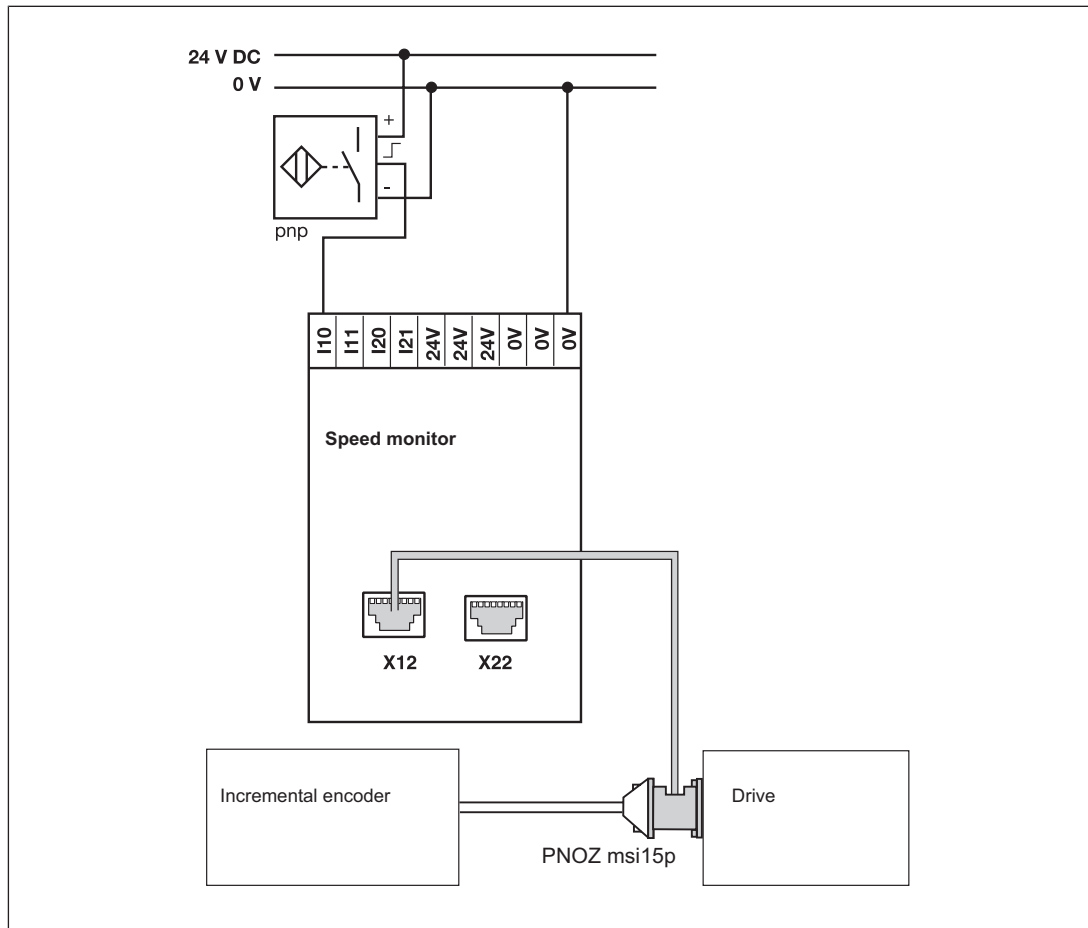 24 V DC
0 V
+
-
pnp
I10 I11 I20 I21 24V 24V 24V 0V 0V 0V
Speed monitor
X12 X22
Incremental encoder
Drive
PNOZ msi15p